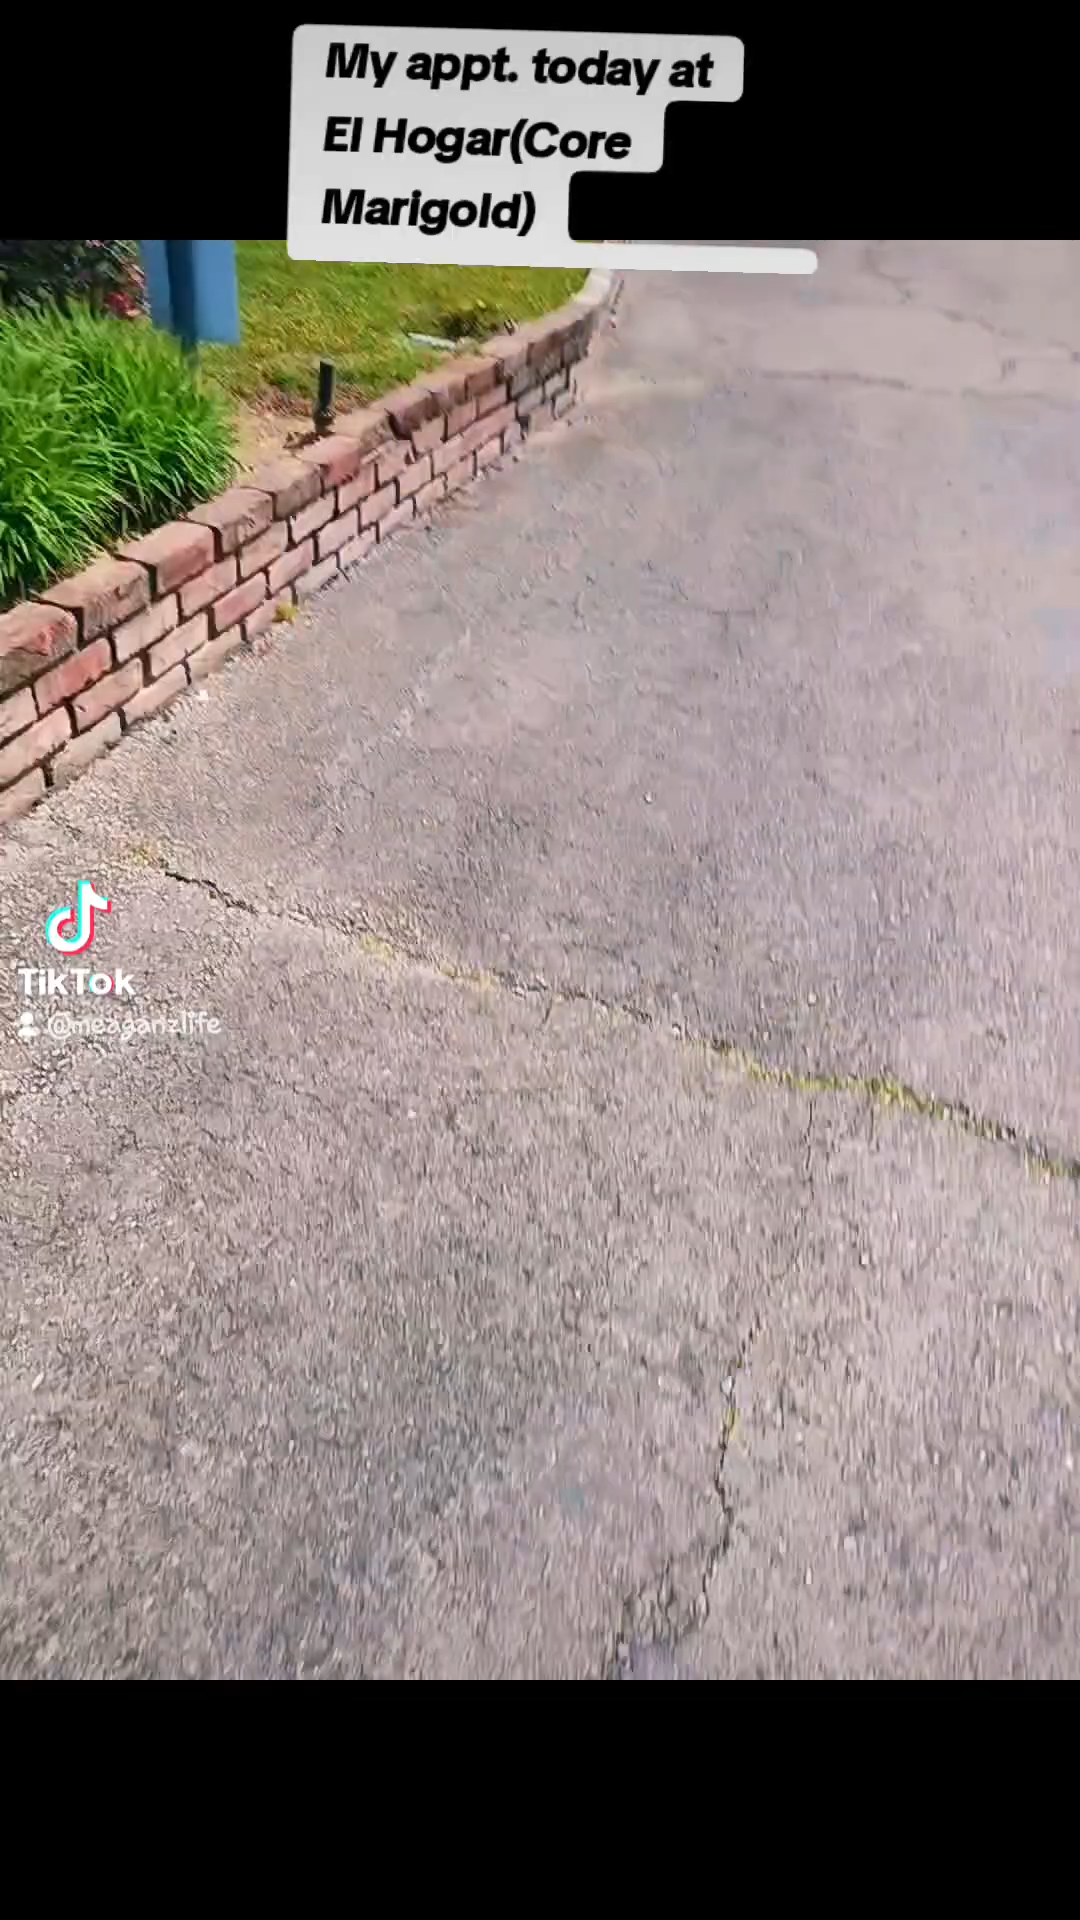 My appt. today at
El Hogar(Core
Marigold)
TikTok
@meaganzlife